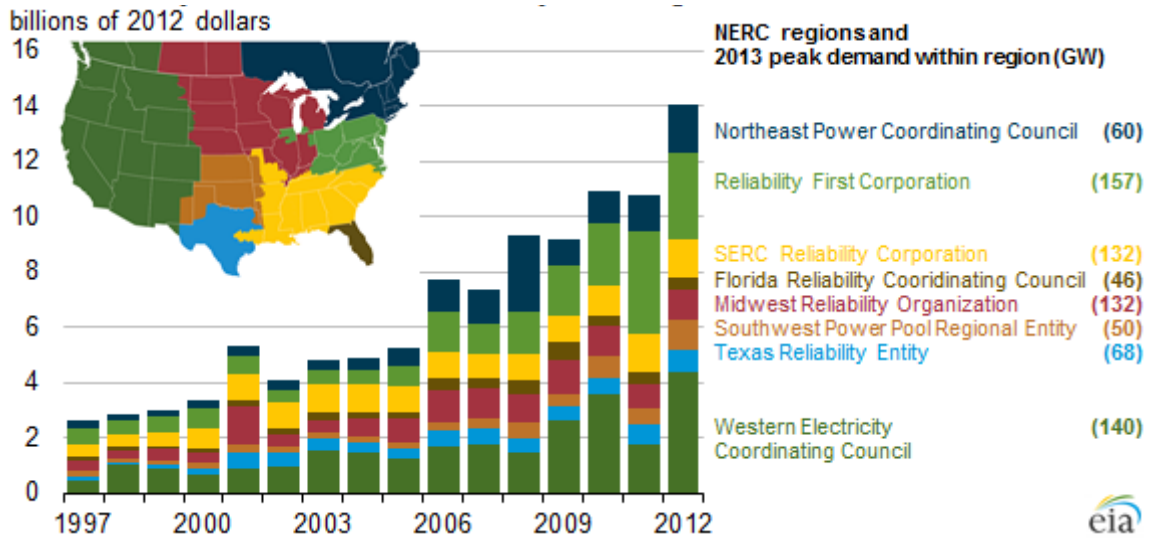 billions of 2012 dollars
16
14
12
10
8
6
4
2
0
1997 2000 2003 2006 2009 2012
NERC regions and
2013 peak demand within region (GW)
Northeast Power Coordinating Council (60)
Reliability First Corporation (157)
SERC Reliability Corporation (132)
Florida Reliability Cooridinating Council (46)
Midwest Reliability Organization (132)
Southwest Power Pool Regional Entity (50)
Texas Reliability Entity (68)
Western Electricity (140)
Coordinating Council
eia